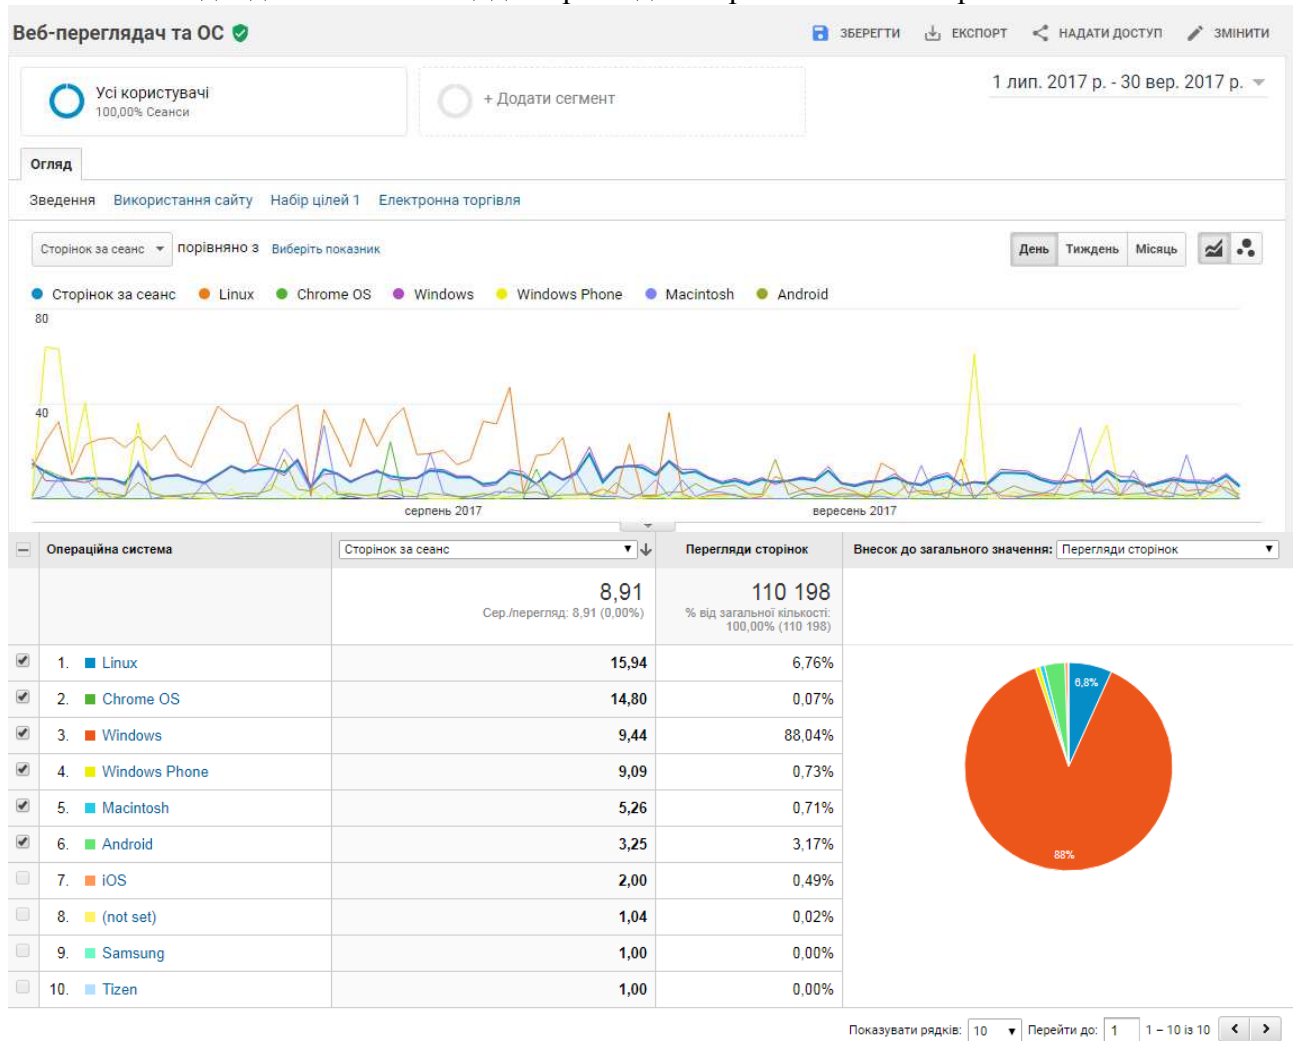 Веб-переглядач та ОС
ЗБЕРЕГТИ ЕКСПОРТ НАДАТИ ДОСТУП ЗМІНИТИ
Усі користувачі
100,00% Сеанси
+ Додати сегмент
1 лип. 2017 р. - 30 вер. 2017 р.
Огляд
Зведення Використання сайту Набір цілей 1 Електронна торгівля
Сторінок за сеанс порівняно з Виберіть показник
День Тиждень Місяць
Сторінок за сеанс Linux Chrome OS Windows Windows Phone Macintosh Android
80
40
серпень 2017 вересень 2017
Операційна система Сторінок за сеанс Перегляди сторінок Внесок до загального значення: Перегляди сторінок
8,91 110 198
Сер./перегляд: 8,91 (0,00%) % від загальної кількості:
100,00% (110 198)
1. Linux 15,94 6,76%
2. Chrome OS 14,80 0,07%
3. Windows 9,44 88,04%
4. Windows Phone 9,09 0,73%
5. Macintosh 5,26 0,71%
6. Android 3,25 3,17%
7. iOS 2,00 0,49%
8. (not set) 1,04 0,02%
9. Samsung 1,00 0,00%
10. Tizen 1,00 0,00%
6,8%
88%
Показувати рядків: 10 Перейти до: 1 1 – 10 із 10